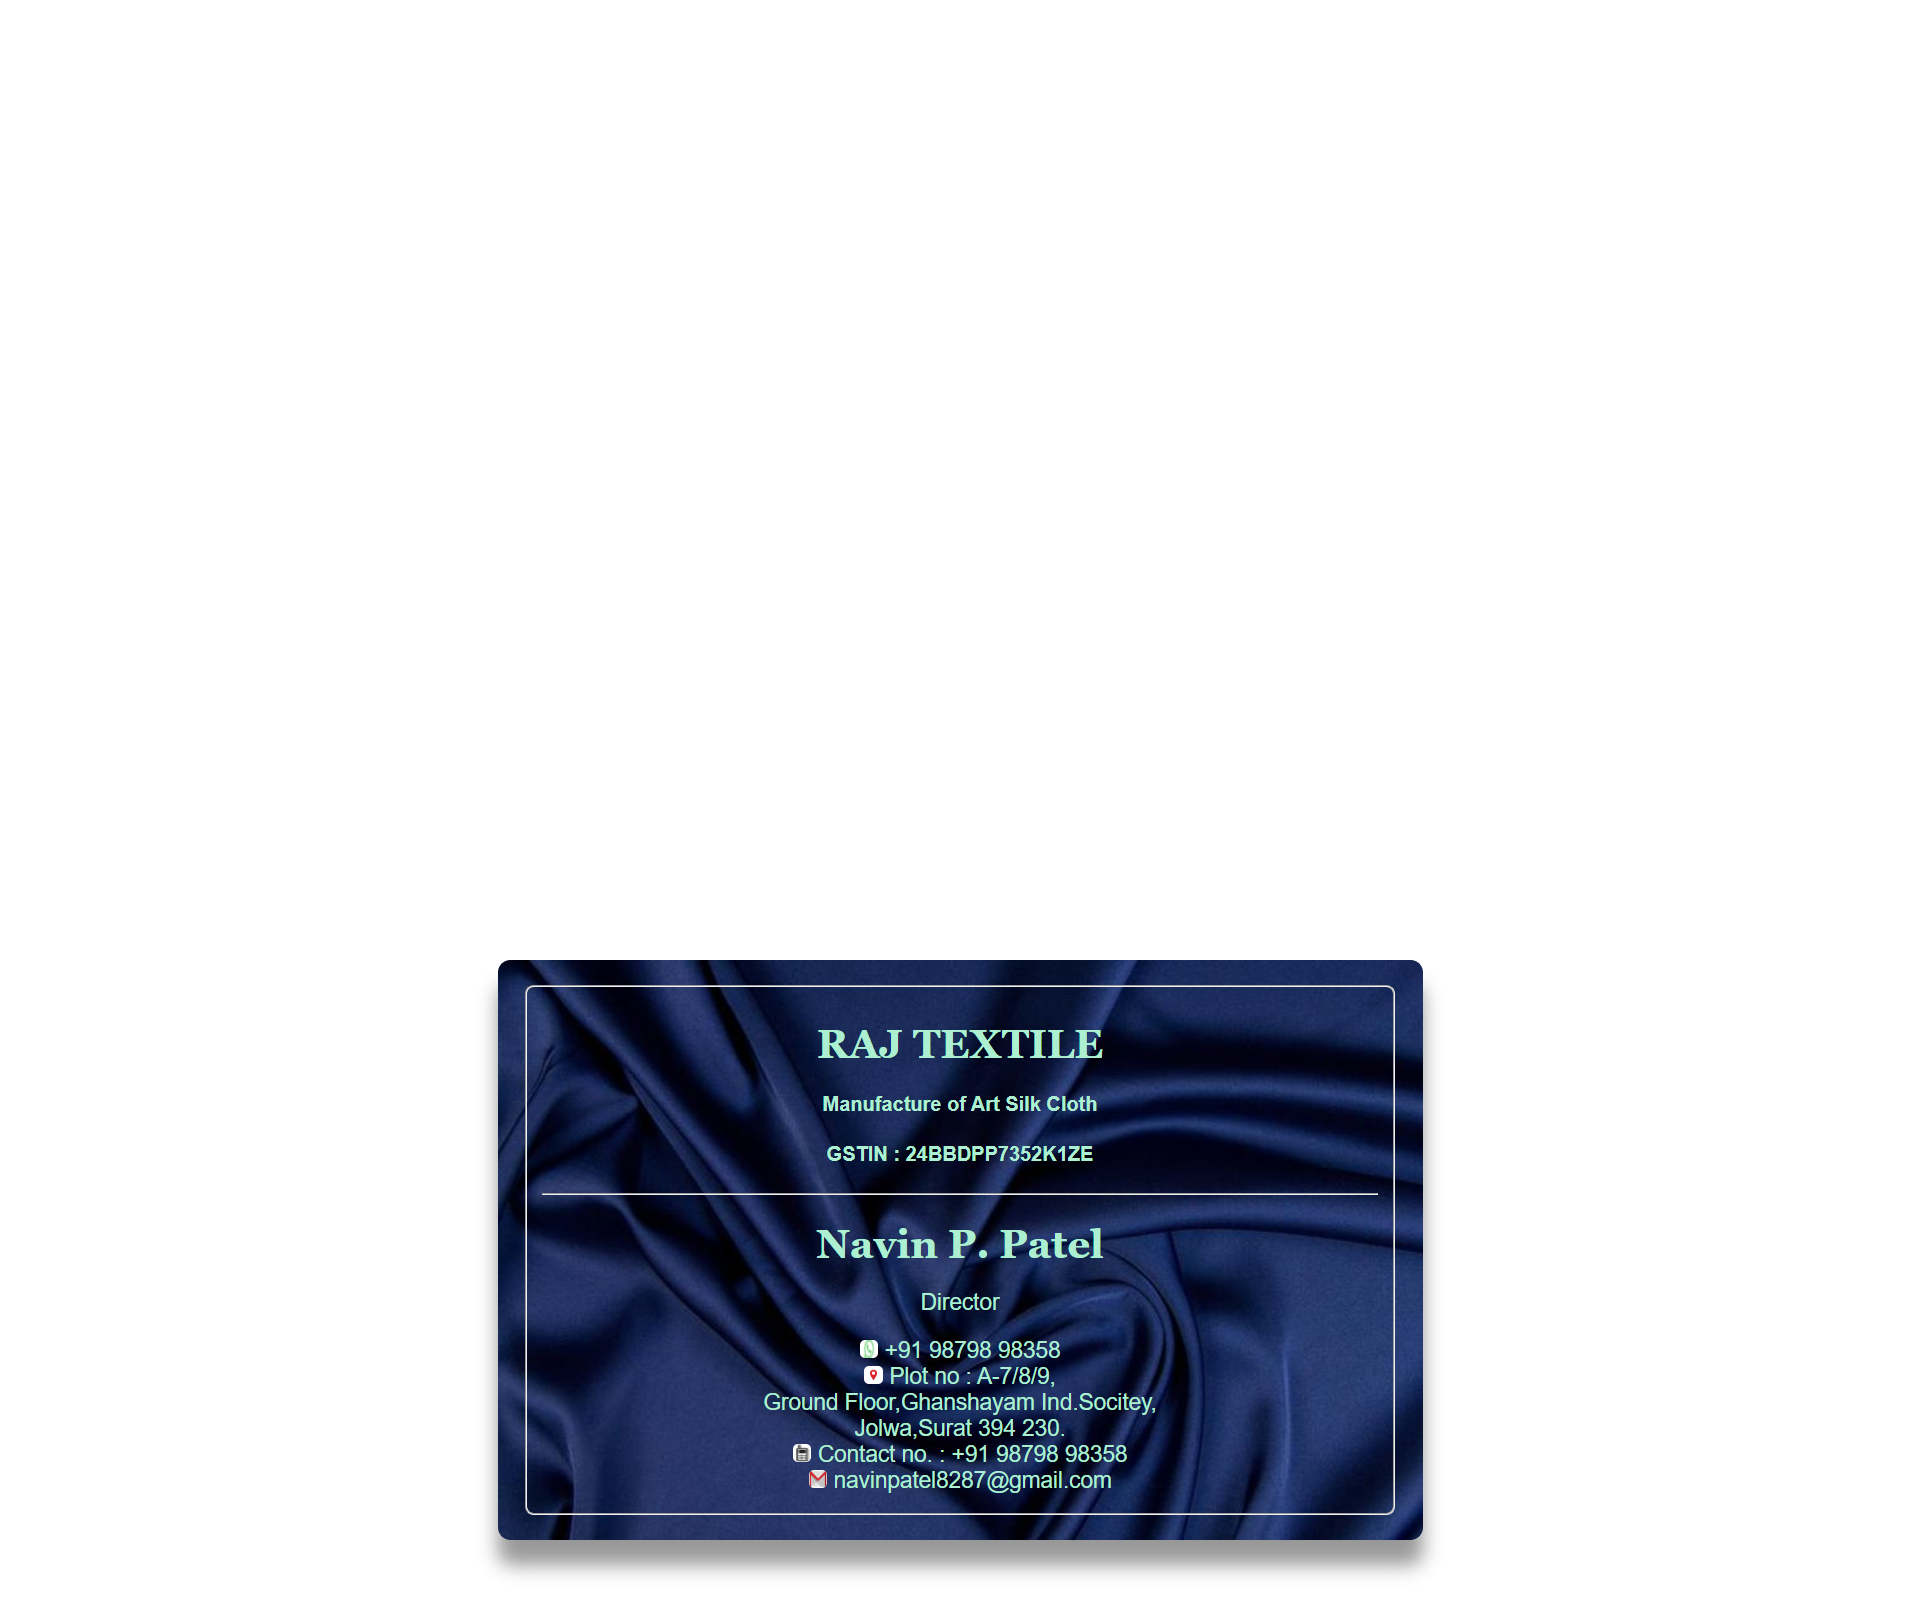 RAJ TEXTILE
Manufacture of Art Silk Cloth
GSTIN : 24BBDPP7352K1ZE
Navin P. Patel
Director
+91 98798 98358
Plot no : A-7/8/9,
Ground Floor,Ghanshayam Ind.Socitey,
Jolwa,Surat 394 230.
Contact no. : +91 98798 98358
navinpatel8287@gmail.com